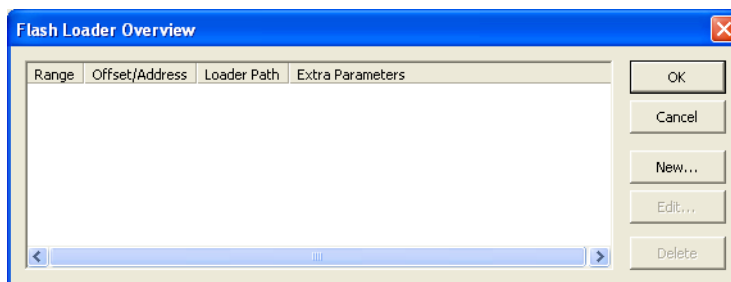 Flash Loader Overview
Range Offset/Address Loader Path Extra Parameters
OK
Cancel
New...
Edit...
Delete